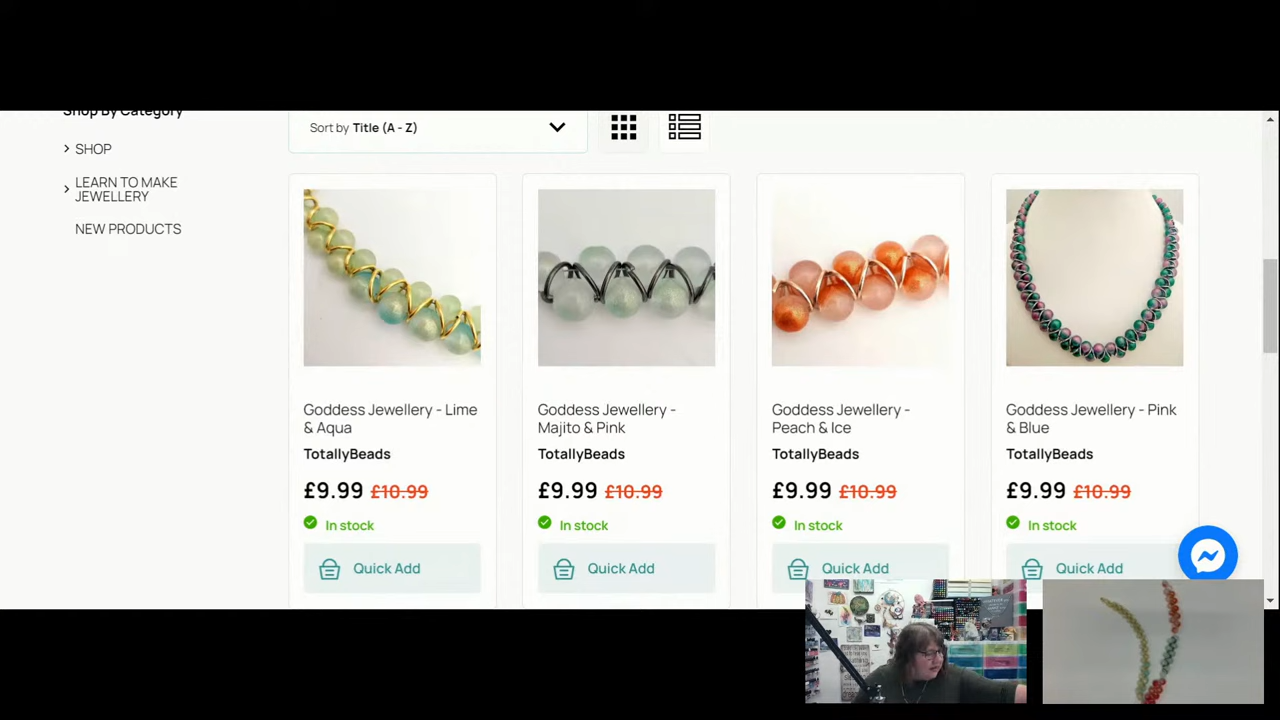 Shop By Category
SHOP
LEARN TO MAKE
JEWELLERY
NEW PRODUCTS
Sort by Title (A - Z)
Goddess Jewellery - Lime
& Aqua
TotallyBeads
£9.99 £10.99
In stock
Quick Add
Goddess Jewellery -
Majito & Pink
TotallyBeads
£9.99 £10.99
In stock
Quick Add
Goddess Jewellery -
Peach & Ice
TotallyBeads
£9.99 £10.99
In stock
Quick Add
Goddess Jewellery - Pink
& Blue
TotallyBeads
£9.99 £10.99
In stock
Quick Add